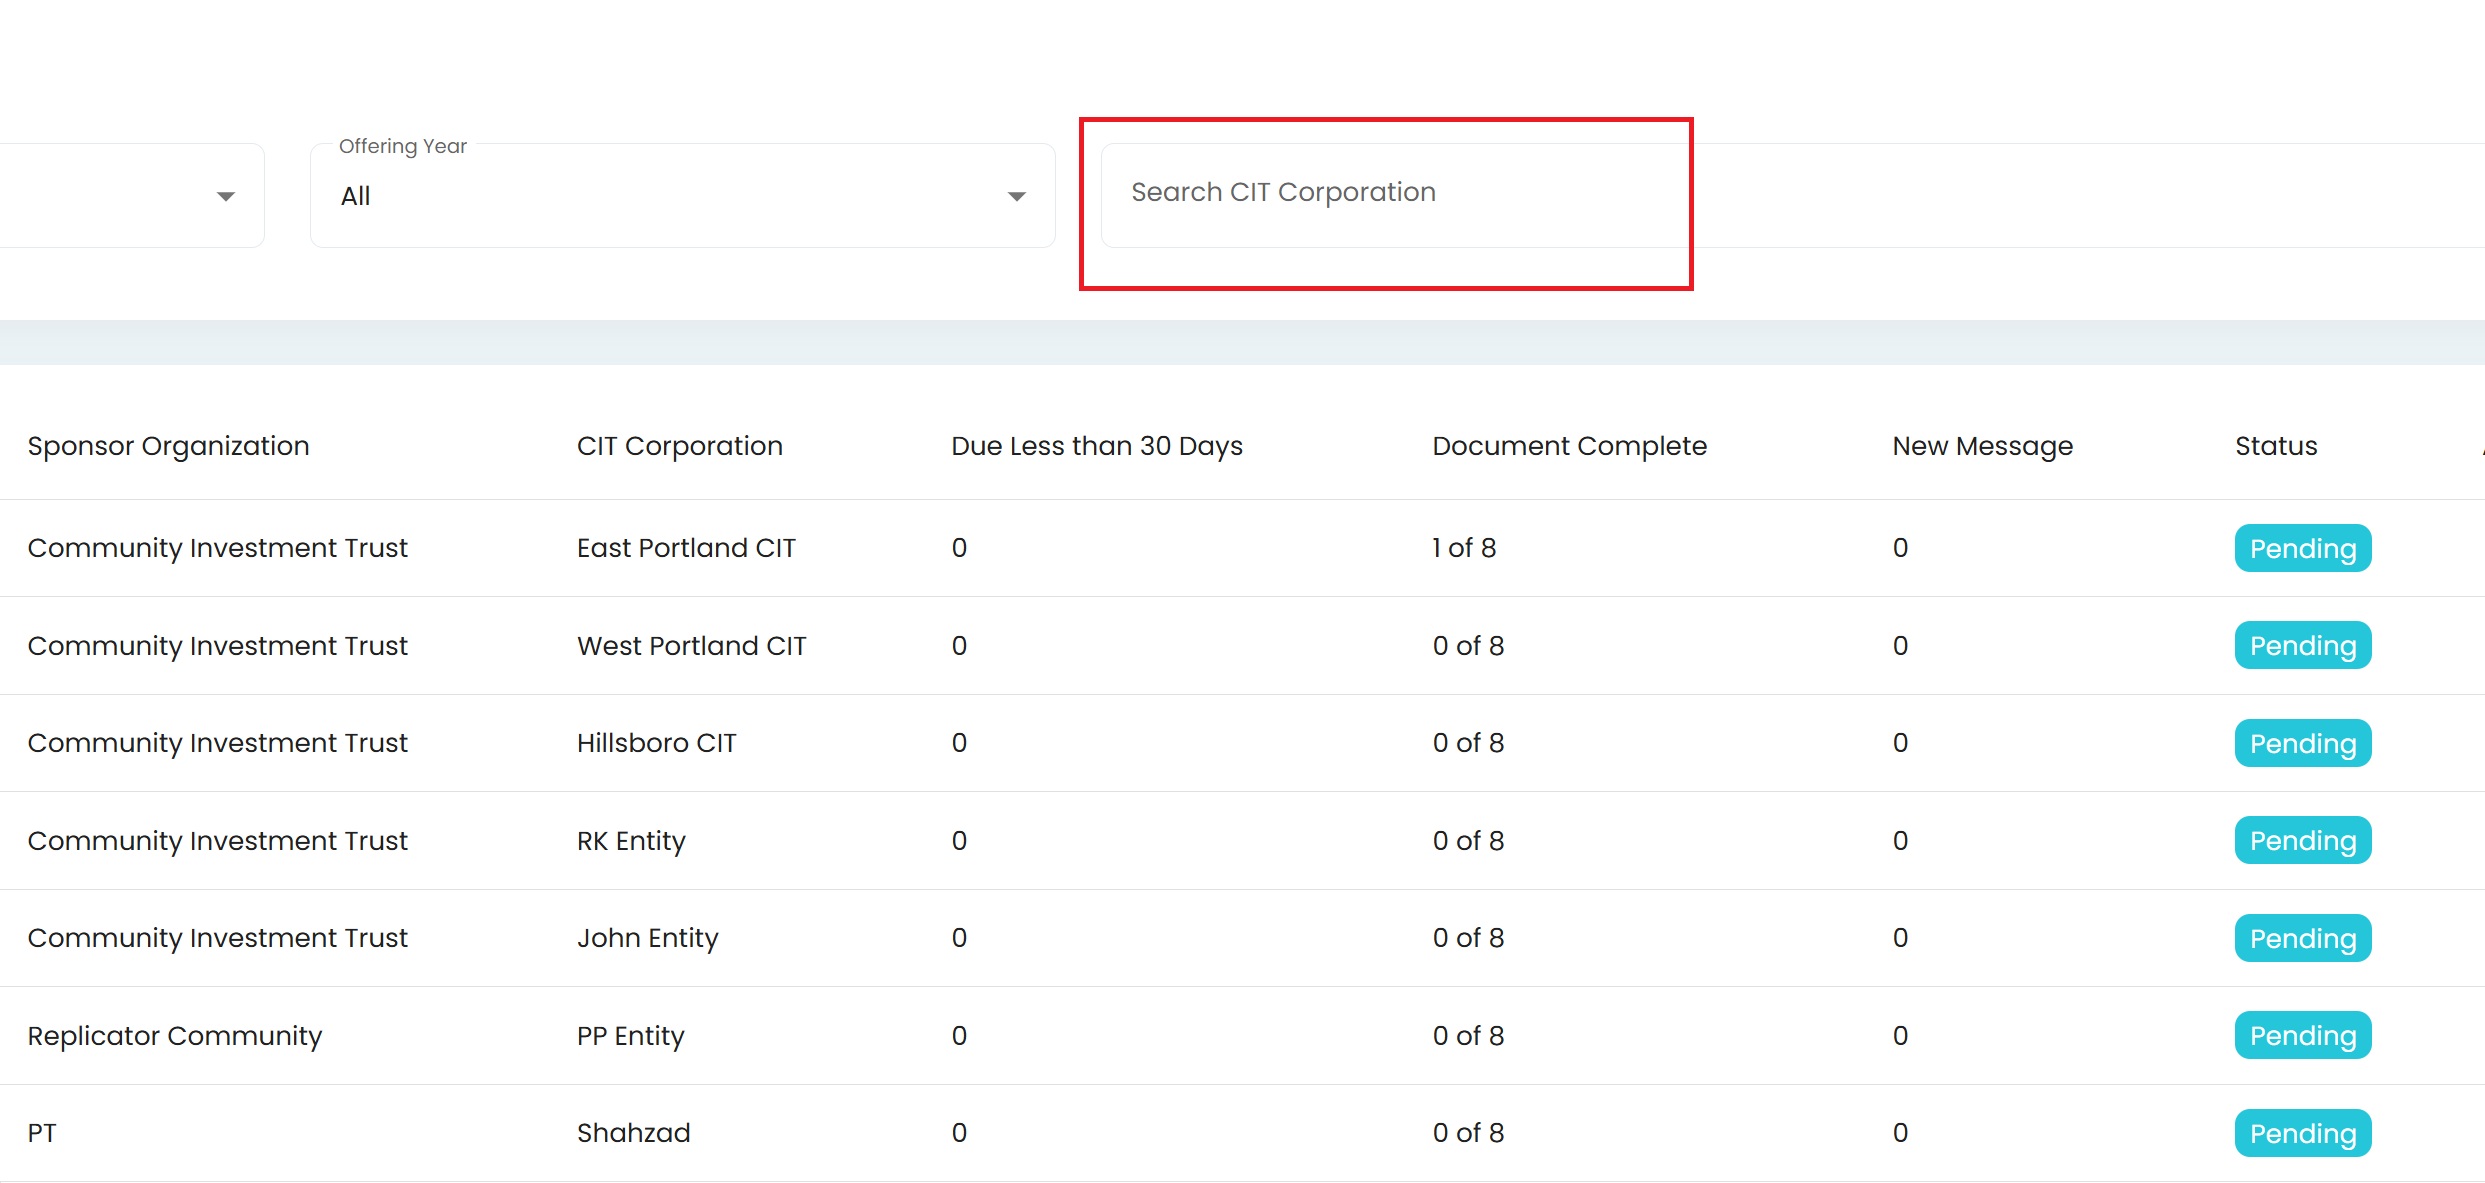 Offering Year
All
Search CIT Corporation
Sponsor Organization CIT Corporation Due Less than 30 Days Document Complete New Message Status
Community Investment Trust East Portland CIT 0 1 of 8 0 Pending
Community Investment Trust West Portland CIT 0 0 of 8 0 Pending
Community Investment Trust Hillsboro CIT 0 0 of 8 0 Pending
Community Investment Trust RK Entity 0 0 of 8 0 Pending
Community Investment Trust John Entity 0 0 of 8 0 Pending
Replicator Community PP Entity 0 0 of 8 0 Pending
PT Shahzad 0 0 of 8 0 Pending